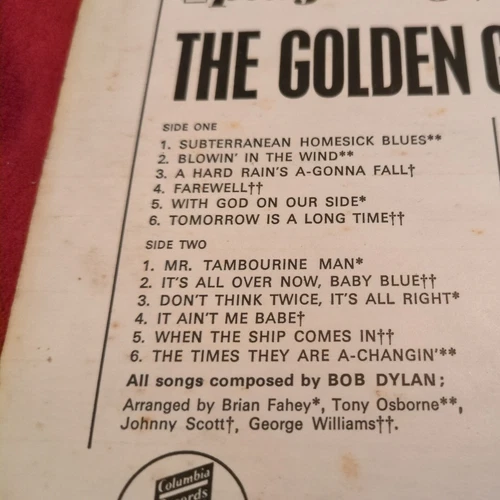 THE GOLDEN
SIDE ONE
1. SUBTERRANEAN HOMESICK BLUES**
2. BLOWIN' IN THE WIND**
3. A HARD RAIN'S A-GONNA FALL†
4. FAREWELL††
5. WITH GOD ON OUR SIDE*
6. TOMORROW IS A LONG TIME††
SIDE TWO
1. MR. TAMBOURINE MAN*
2. IT'S ALL OVER NOW, BABY BLUE††
3. DON'T THINK TWICE, IT'S ALL RIGHT*
4. IT AIN'T ME BABE†
5. WHEN THE SHIP COMES IN††
6. THE TIMES THEY ARE A-CHANGIN'**
All songs composed by BOB DYLAN;
Arranged by Brian Fahey*, Tony Osborne**,
Johnny Scott†, George Williams††.
Columbia